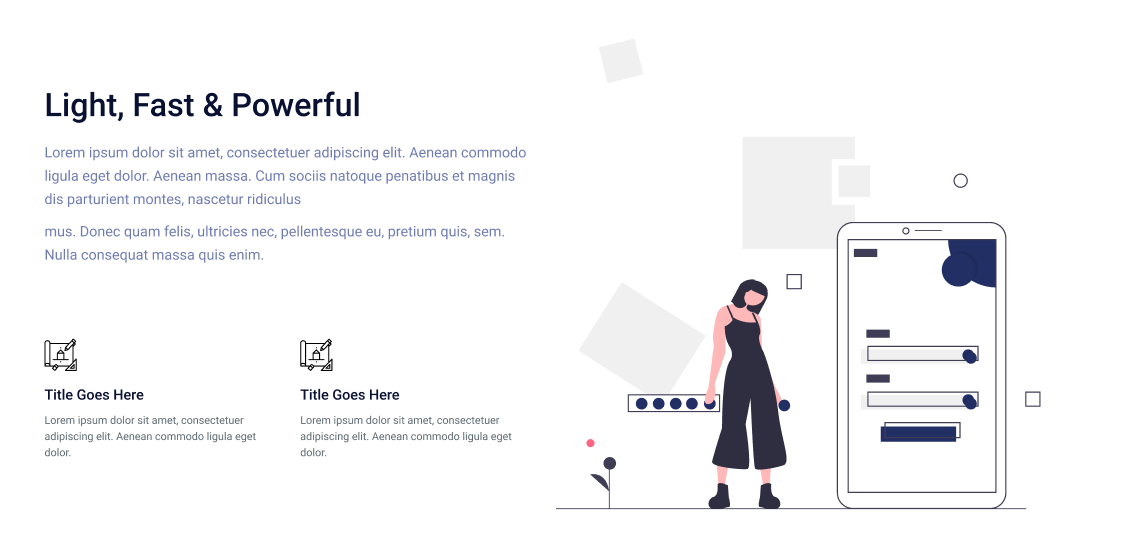 Light, Fast & Powerful
Lorem ipsum dolor sit amet, consectetuer adipiscing elit. Aenean commodo
ligula eget dolor. Aenean massa. Cum sociis natoque penatibus et magnis
dis parturient montes, nascetur ridiculus
mus. Donec quam felis, ultricies nec, pellentesque eu, pretium quis, sem.
Nulla consequat massa quis enim.
Title Goes Here
Lorem ipsum dolor sit amet, consectetuer
adipiscing elit. Aenean commodo ligula eget
dolor.
Title Goes Here
Lorem ipsum dolor sit amet, consectetuer
adipiscing elit. Aenean commodo ligula eget
dolor.